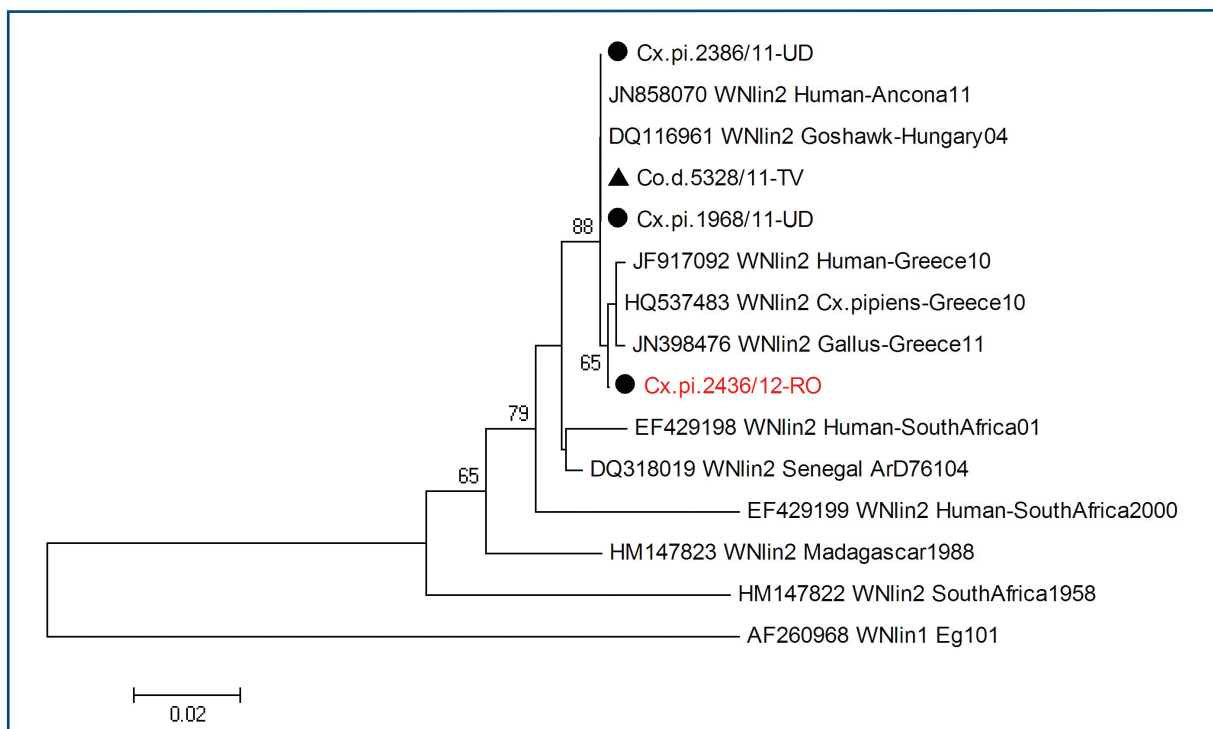 Cx.pi.2386/11-UD
JN858070 WNlin2 Human-Ancona11
DQ116961 WNlin2 Goshawk-Hungary04
Co.d.5328/11-TV
88
Cx.pi.1968/11-UD
JF917092 WNlin2 Human-Greece10
HQ537483 WNlin2 Cx.pipiens-Greece10
JN398476 WNlin2 Gallus-Greece11
65
Cx.pi.2436/12-RO
79
EF429198 WNlin2 Human-SouthAfrica01
65
DQ318019 WNlin2 Senegal ArD76104
EF429199 WNlin2 Human-SouthAfrica2000
HM147823 WNlin2 Madagascar1988
HM147822 WNlin2 SouthAfrica1958
AF260968 WNlin1 Eg101
0.02